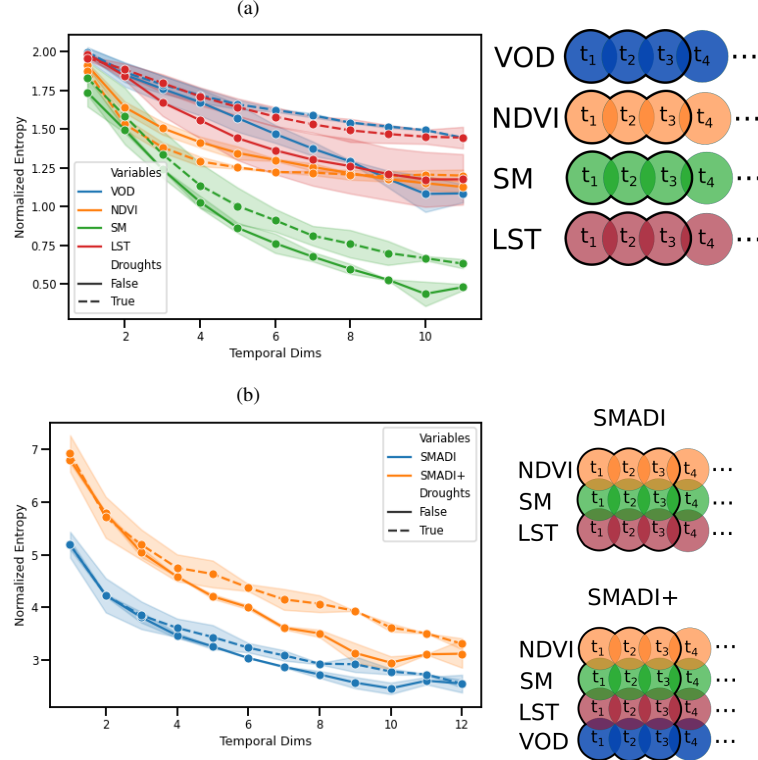 (a)
2.00
1.75
1.50
1.25
1.00
0.75
0.50
Normalized Entropy
Variables
VOD
NDVI
SM
LST
Droughts
False
True
2 4 6 8 10
Temporal Dims
VOD t1 t2 t3 t4 ...
NDVI t1 t2 t3 t4 ...
SM t1 t2 t3 t4 ...
LST t1 t2 t3 t4 ...
(b)
7
6
5
4
3
Normalized Entropy
Variables
SMADI
SMADI+
Droughts
False
True
2 4 6 8 10 12
Temporal Dims
SMADI
NDVI t1 t2 t3 t4 ...
SM t1 t2 t3 t4 ...
LST t1 t2 t3 t4 ...
SMADI+
NDVI t1 t2 t3 t4 ...
SM t1 t2 t3 t4 ...
LST t1 t2 t3 t4 ...
VOD t1 t2 t3 t4 ...